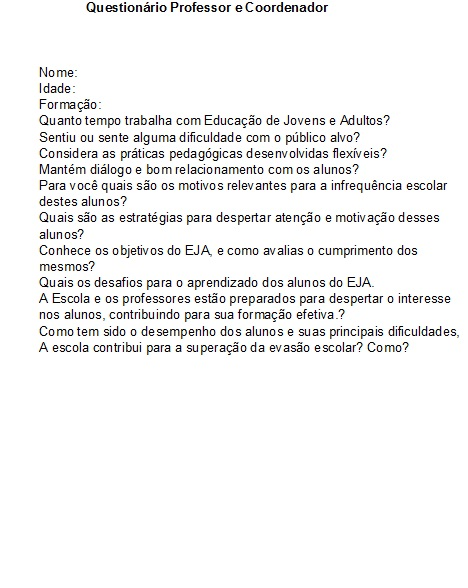 Questionário Professor e Coordenador
Nome:
Idade:
Formação:
Quanto tempo trabalha com Educação de Jovens e Adultos?
Sentiu ou sente alguma dificuldade com o público alvo?
Considera as práticas pedagógicas desenvolvidas flexíveis?
Mantém diálogo e bom relacionamento com os alunos?
Para você quais são os motivos relevantes para a infrequência escolar
destes alunos?
Quais são as estratégias para despertar atenção e motivação desses
alunos?
Conhece os objetivos do EJA, e como avalias o cumprimento dos
mesmos?
Quais os desafios para o aprendizado dos alunos do EJA.
A Escola e os professores estão preparados para despertar o interesse
nos alunos, contribuindo para sua formação efetiva.?
Como tem sido o desempenho dos alunos e suas principais dificuldades,
A escola contribui para a superação da evasão escolar? Como?